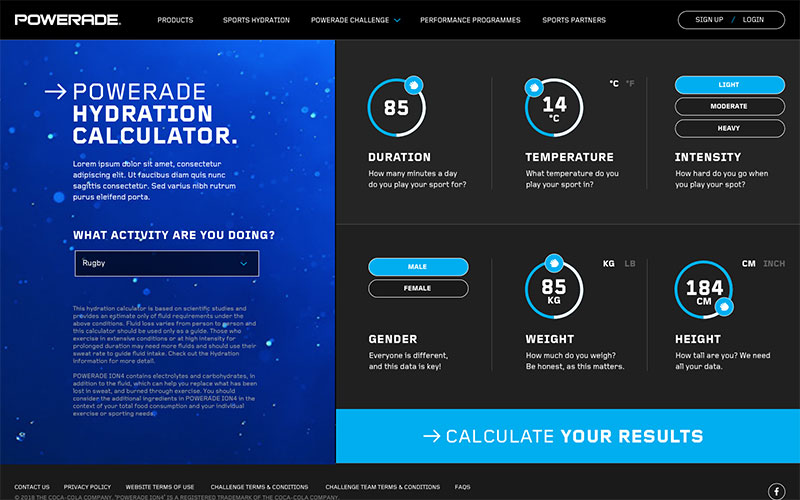 POWERADE.
PRODUCTS
SPORTS HYDRATION
POWERADE CHALLENGE
PERFORMANCE PROGRAMMES
SPORTS PARTNERS
SIGN UP / LOGIN
POWERADE
HYDRATION
CALCULATOR.
Lorem ipsum dolor sit amet, consectetur
adipiscing elit. Ut faucibus diam quis nunc
sagittis consectetur. Sed varius nibh rutrum
purus eleifend porta.
WHAT ACTIVITY ARE YOU DOING?
Rugby
This hydration calculator is based on scientific studies and
provides an estimate only of fluid requirements under the
above conditions. Fluid loss varies from person to person and
this calculator should be used only as a guide. Those who
exercise in extensive conditions or at high intensity for
prolonged duration may need more fluids and should use their
sweat rate to guide fluid intake. Check out the Hydration
information for more detail.
POWERADE ION4 contains electrolytes and carbohydrates, in
addition to the fluid, which can help you replace what has been
lost in sweat, and burned through exercise. You should
consider the additional ingredients in POWERADE ION4 in the
context of your total food consumption and your individual
exercise or sporting needs.
85
DURATION
How many minutes a day
do you play your sport for?
°C °F
14
°C
TEMPERATURE
What temperature do you
play your sport in?
LIGHT
MODERATE
HEAVY
INTENSITY
How hard do you go when
you play your spot?
MALE
FEMALE
GENDER
Everyone is different,
and this data is key!
KG LB
85
KG
WEIGHT
How much do you weigh?
Be honest, as this matters.
CM INCH
184
CM
HEIGHT
How tall are you? We need
all your data.
CALCULATE YOUR RESULTS
CONTACT US
PRIVACY POLICY
WEBSITE TERMS OF USE
CHALLENGE TERMS & CONDITIONS
CHALLENGE TEAM TERMS & CONDITIONS
FAQS
© 2018 THE COCA-COLA COMPANY. "POWERADE ION4" IS A REGISTERED TRADEMARK OF THE COCA-COLA COMPANY.